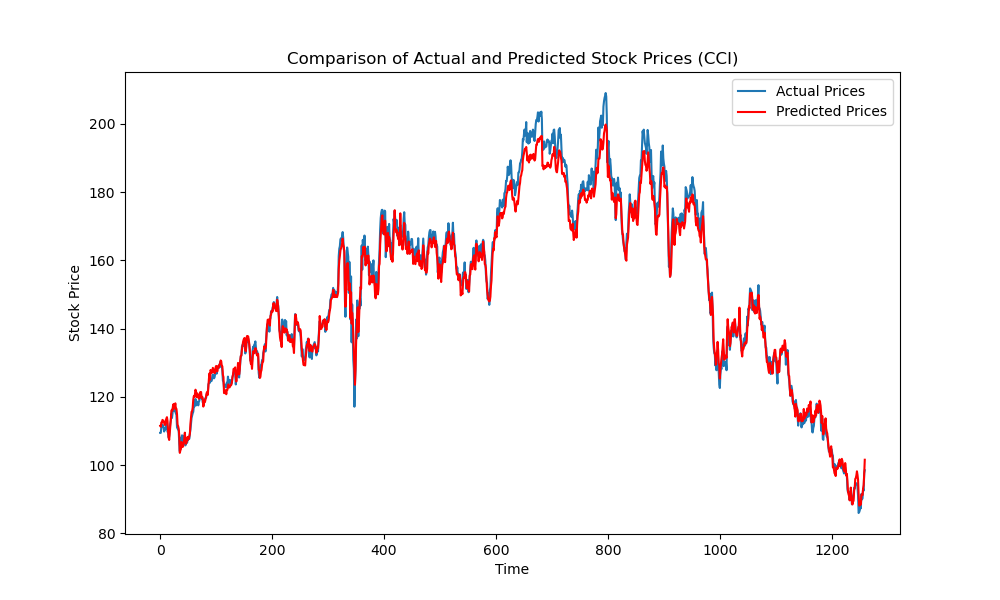 Comparison of Actual and Predicted Stock Prices (CCI)
Actual Prices
Predicted Prices
Stock Price
200
180
160
140
120
100
80
0 200 400 600 800 1000 1200
Time